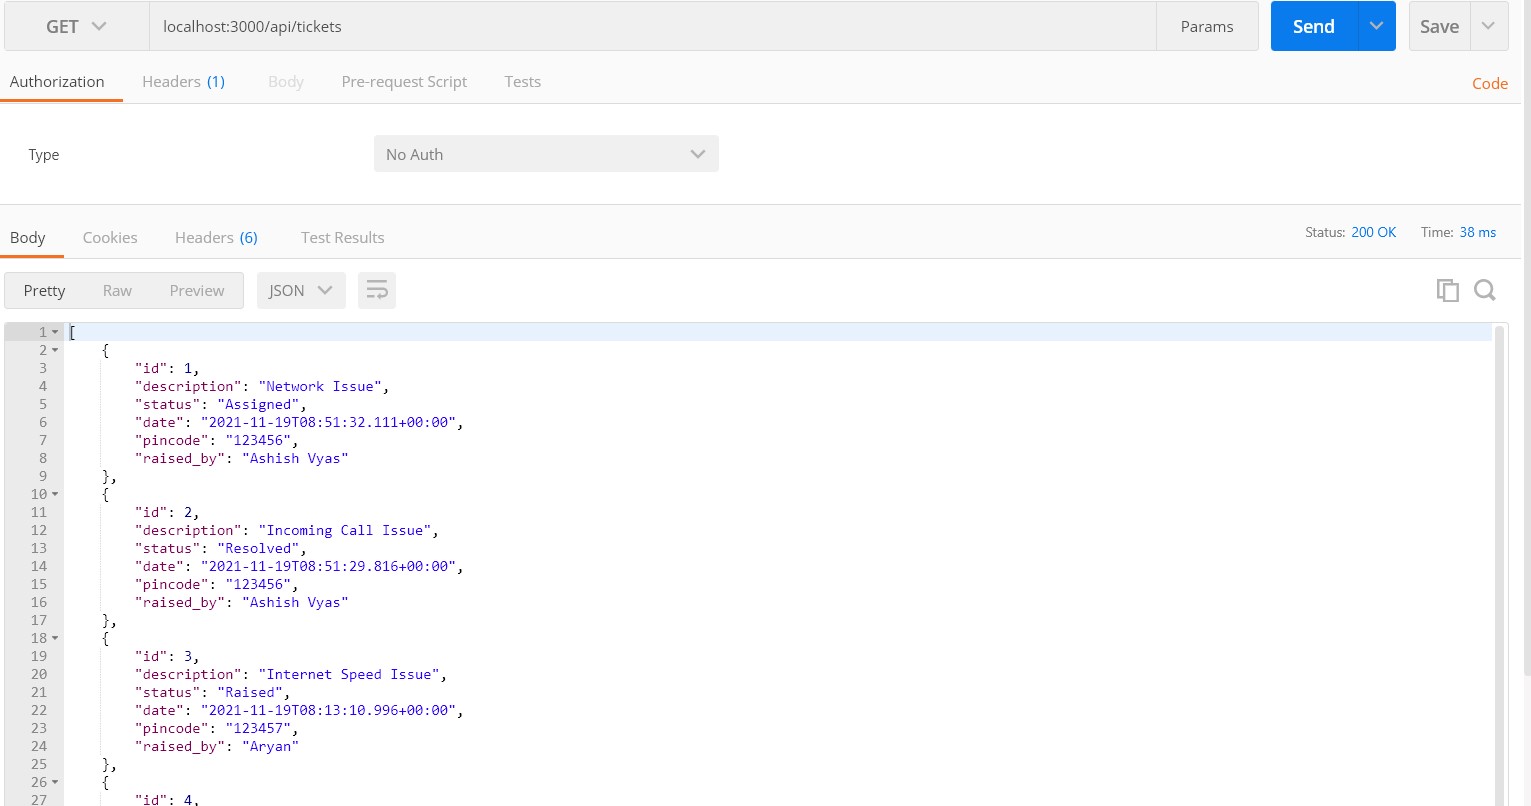 GET localhost:3000/api/tickets Params Send Save
Authorization Headers (1) Body Pre-request Script Tests Code
Type No Auth
Body Cookies Headers (6) Test Results Status: 200 OK Time: 38 ms
Pretty Raw Preview JSON
1 [
2 {
3 "id": 1,
4 "description": "Network Issue",
5 "status": "Assigned",
6 "date": "2021-11-19T08:51:32.111+00:00",
7 "pincode": "123456",
8 "raised_by": "Ashish Vyas"
9 },
10 {
11 "id": 2,
12 "description": "Incoming Call Issue",
13 "status": "Resolved",
14 "date": "2021-11-19T08:51:29.816+00:00",
15 "pincode": "123456",
16 "raised_by": "Ashish Vyas"
17 },
18 {
19 "id": 3,
20 "description": "Internet Speed Issue",
21 "status": "Raised",
22 "date": "2021-11-19T08:13:10.996+00:00",
23 "pincode": "123457",
24 "raised_by": "Aryan"
25 },
26 {
27 "id": 4,